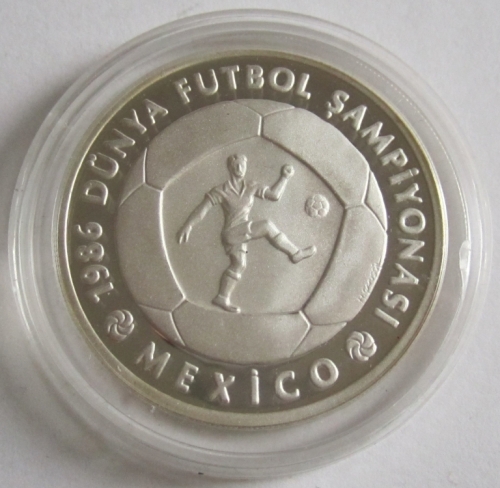 1986 DÜNYA FUTBOL ŞAMPİYONASI
MEXİCO